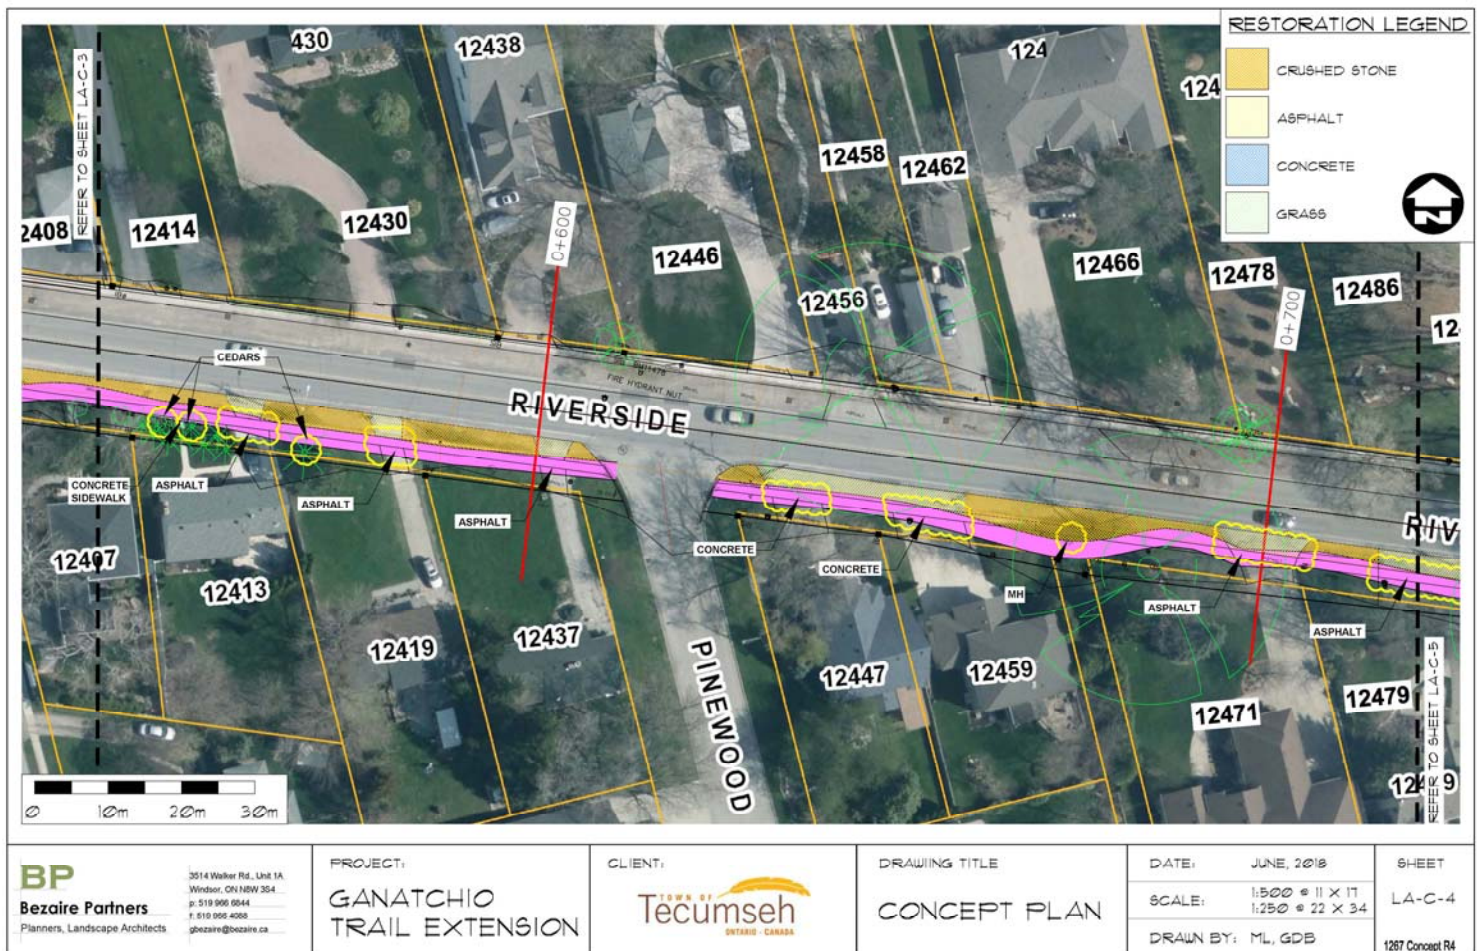 RESTORATION LEGEND
CRUSHED STONE
ASPHALT
CONCRETE
GRASS
N
REFER TO SHEET LA-C-3
430
12438
124
124
12458
12462
12408
12414
12430
0+600
12446
12456
12466
12478
12486
0+700
CEDARS
FIRE HYDRANT NUT
RIVERSIDE
RIV
CONCRETE
SIDEWALK
ASPHALT
ASPHALT
ASPHALT
CONCRETE
CONCRETE
MH
ASPHALT
ASPHALT
12407
12413
12419
12437
PINEWOOD
12447
12459
12471
12479
REFER TO SHEET LA-C-5
0 10m 20m 30m
BP
Bezaire Partners
Planners, Landscape Architects
3514 Walker Rd., Unit 1A
Windsor, ON N8W 3S4
p: 519 966 6844
f: 519 966 4088
gbezaire@bezaire.ca
PROJECT:
GANATCHIO
TRAIL EXTENSION
CLIENT:
TOWN OF
Tecumseh
ONTARIO - CANADA
DRAWIING TITLE
CONCEPT PLAN
DATE: JUNE, 2018
SCALE: 1:500 @ 11 X 17
1:250 @ 22 X 34
DRAWN BY: ML, GDB
SHEET
LA-C-4
1267 Concept R4